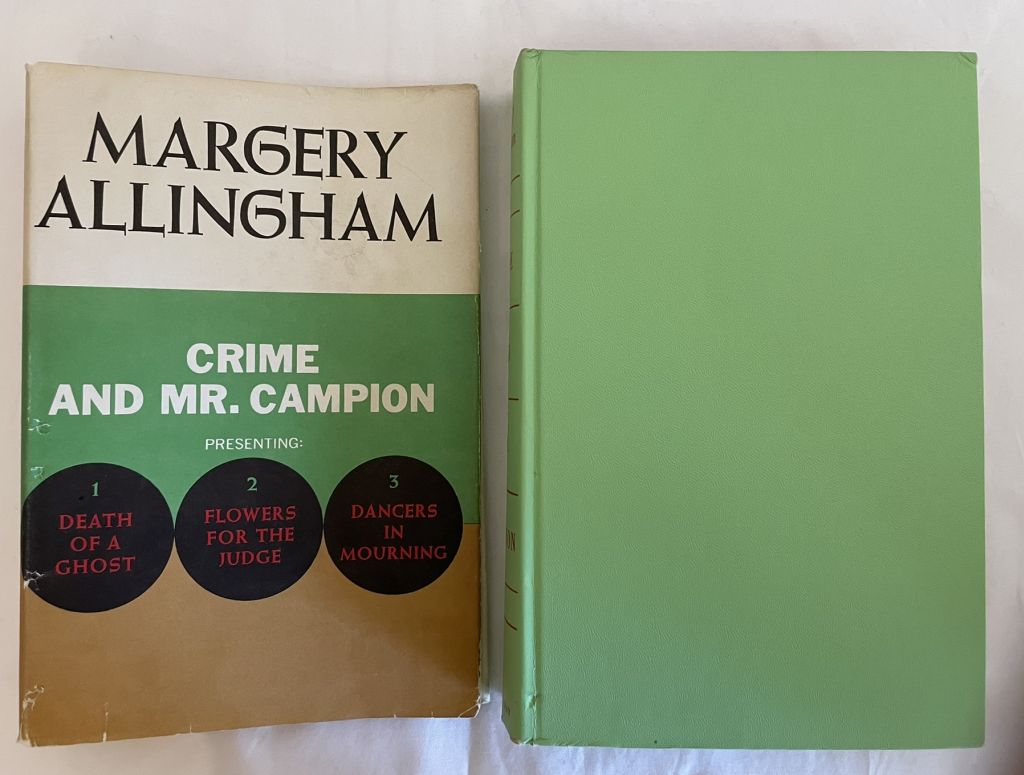 MARGERY
ALLINGHAM
CRIME
AND MR. CAMPION
PRESENTING:
1
DEATH
OF A
GHOST
2
FLOWERS
FOR THE
JUDGE
3
DANCERS
IN
MOURNING